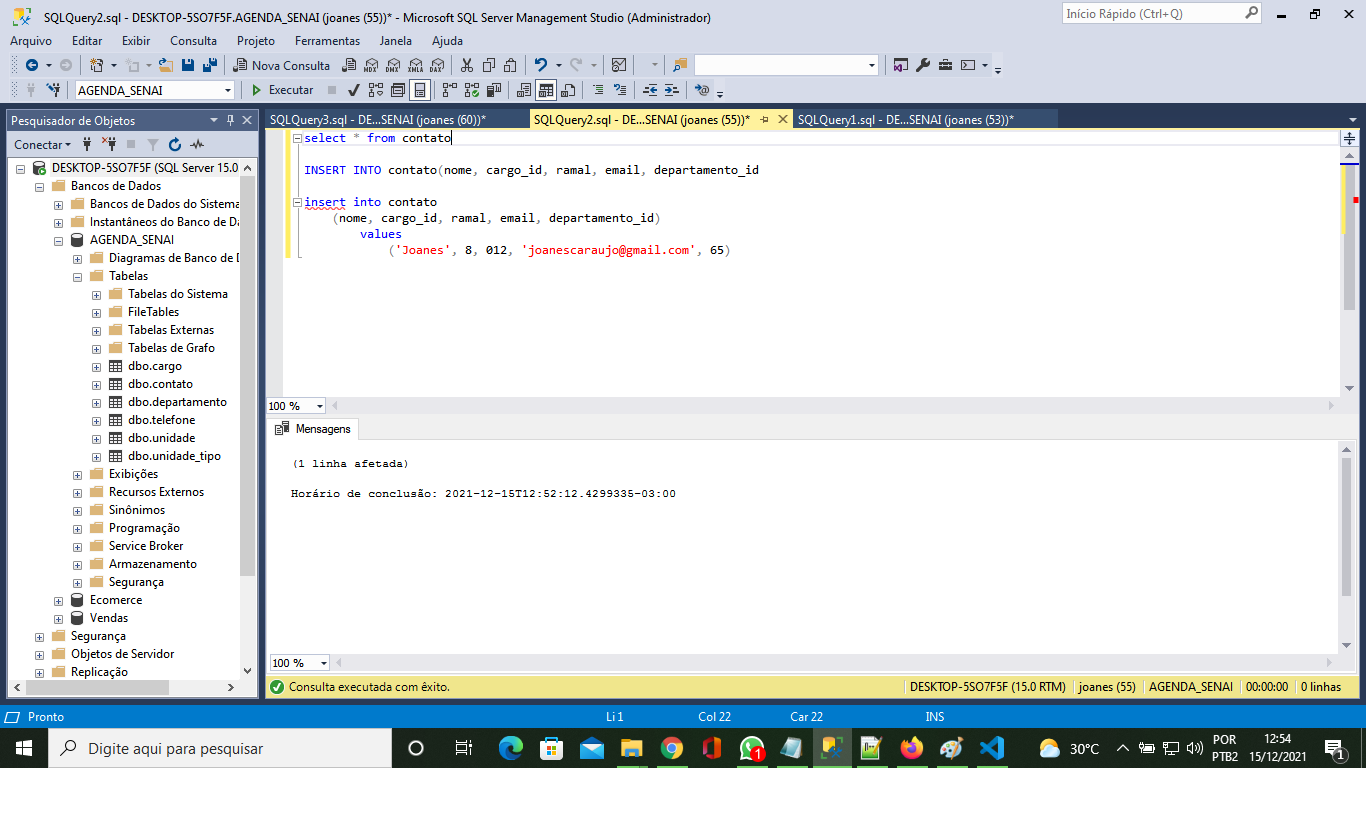 SQLQuery2.sql - DESKTOP-5SO7F5F.AGENDA_SENAI (joanes (55))* - Microsoft SQL Server Management Studio (Administrador)
Início Rápido (Ctrl+Q)
Arquivo Editar Exibir Consulta Projeto Ferramentas Janela Ajuda
Nova Consulta
MDX DMX XMLA DAX
AGENDA_SENAI
Executar
Pesquisador de Objetos
SQLQuery3.sql - DE...SENAI (joanes (60))*
SQLQuery2.sql - DE...SENAI (joanes (55))*
SQLQuery1.sql - DE...SENAI (joanes (53))*
Conectar
DESKTOP-5SO7F5F (SQL Server 15.0
Bancos de Dados
Bancos de Dados do Sistema
Instantâneos do Banco de Da
AGENDA_SENAI
Diagramas de Banco de D
Tabelas
Tabelas do Sistema
FileTables
Tabelas Externas
Tabelas de Grafo
dbo.cargo
dbo.contato
dbo.departamento
dbo.telefone
dbo.unidade
dbo.unidade_tipo
Exibições
Recursos Externos
Sinônimos
Programação
Service Broker
Armazenamento
Segurança
Ecomerce
Vendas
Segurança
Objetos de Servidor
Replicação
select * from contato
INSERT INTO contato(nome, cargo_id, ramal, email, departamento_id
insert into contato
(nome, cargo_id, ramal, email, departamento_id)
values
('Joanes', 8, 012, 'joanescaraujo@gmail.com', 65)
100 %
Mensagens
(1 linha afetada)
Horário de conclusão: 2021-12-15T12:52:12.4299335-03:00
100 %
Consulta executada com êxito.
DESKTOP-5SO7F5F (15.0 RTM) joanes (55) AGENDA_SENAI 00:00:00 0 linhas
Pronto Li 1 Col 22 Car 22 INS
Digite aqui para pesquisar
1
30°C
POR
PTB2
12:54
15/12/2021
1